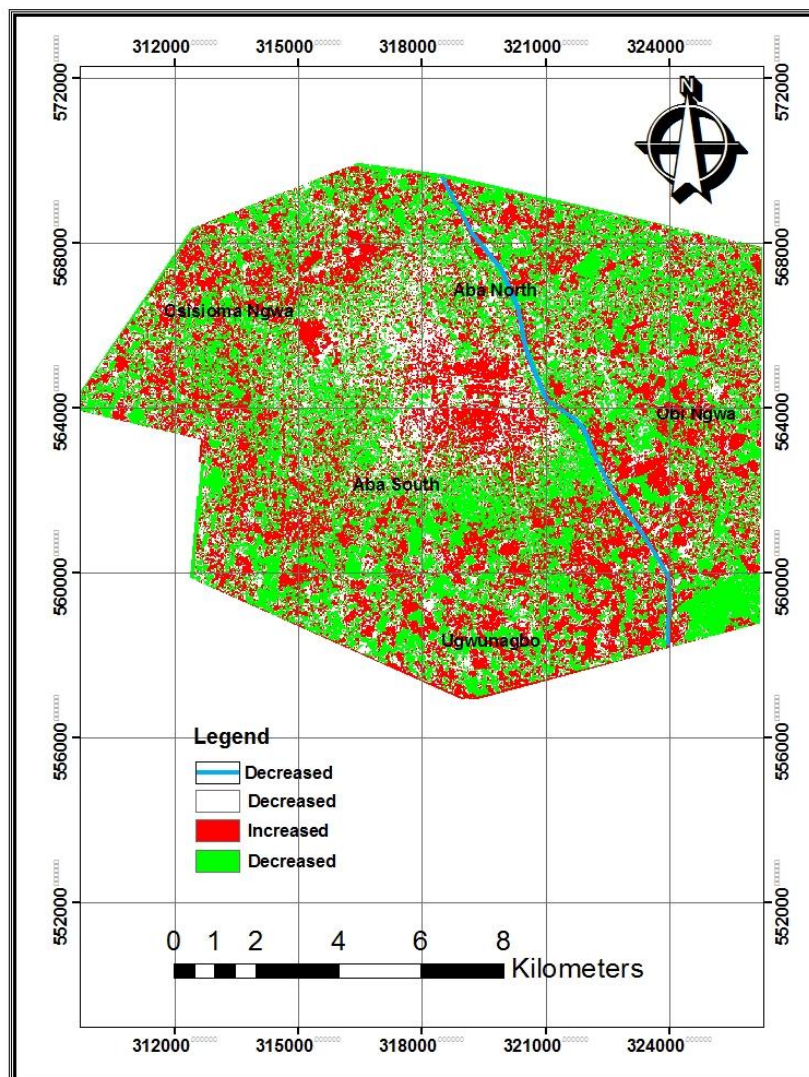 312000 315000 318000 321000 324000
N
572000
572000
568000
568000
Aba North
Osisioma Ngwa
564000
564000
Obi Ngwa
Aba South
560000
560000
Ugwunagbo
556000
556000
Legend
Decreased
Decreased
Increased
Decreased
552000
552000
0 1 2 4 6 8
Kilometers
312000 315000 318000 321000 324000